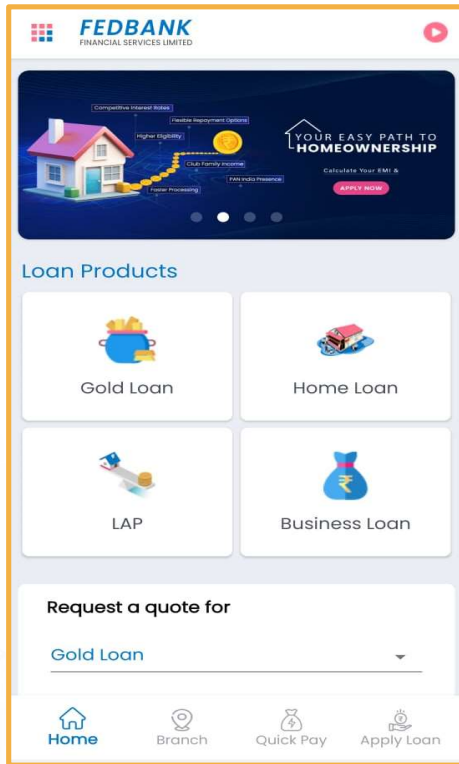 FEDBANK
FINANCIAL SERVICES LIMITED
Competitive Interest Rates
Flexible Repayment Options
Higher Eligibility
Club Family Income
PAN India Presence
Faster Processing
YOUR EASY PATH TO
HOMEOWNERSHIP
Calculate Your EMI &
APPLY NOW
Loan Products
Gold Loan
Home Loan
LAP
Business Loan
Request a quote for
Gold Loan
Home
Branch
Quick Pay
Apply Loan